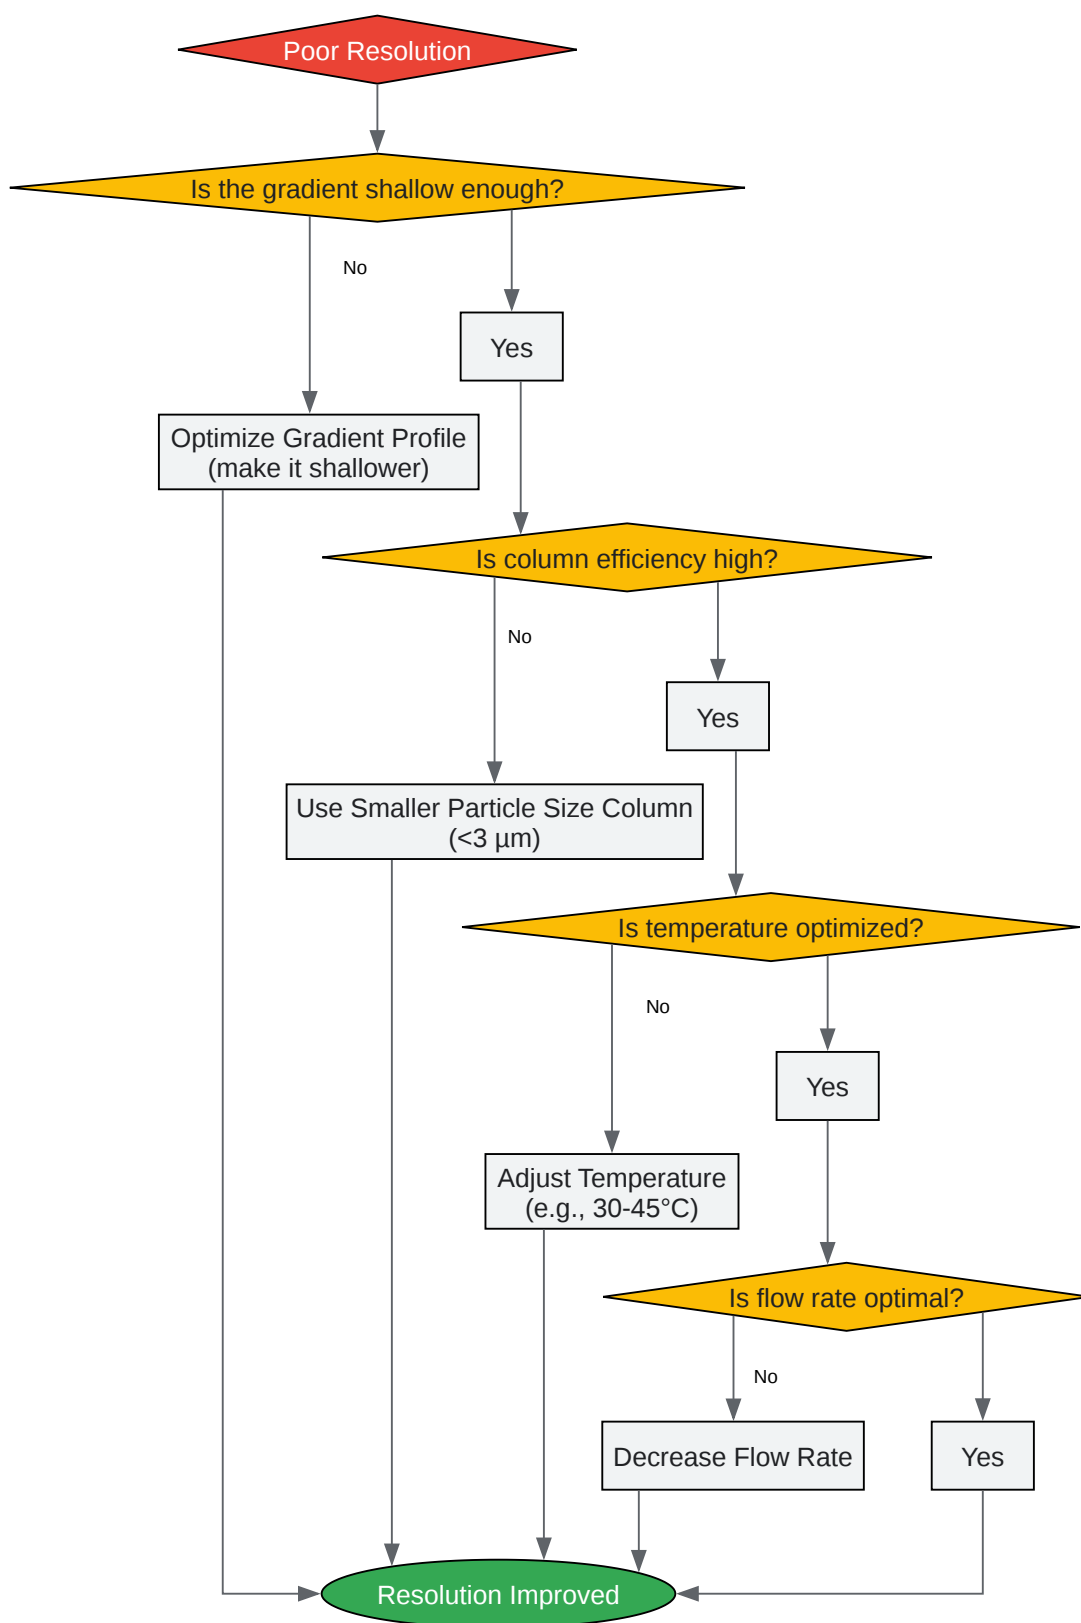 Poor Resolution
Is the gradient shallow enough?
No
Yes
Optimize Gradient Profile
(make it shallower)
Is column efficiency high?
No
Yes
Use Smaller Particle Size Column
(<3 µm)
Is temperature optimized?
No
Yes
Adjust Temperature
(e.g., 30-45°C)
Is flow rate optimal?
No
Decrease Flow Rate
Yes
Resolution Improved